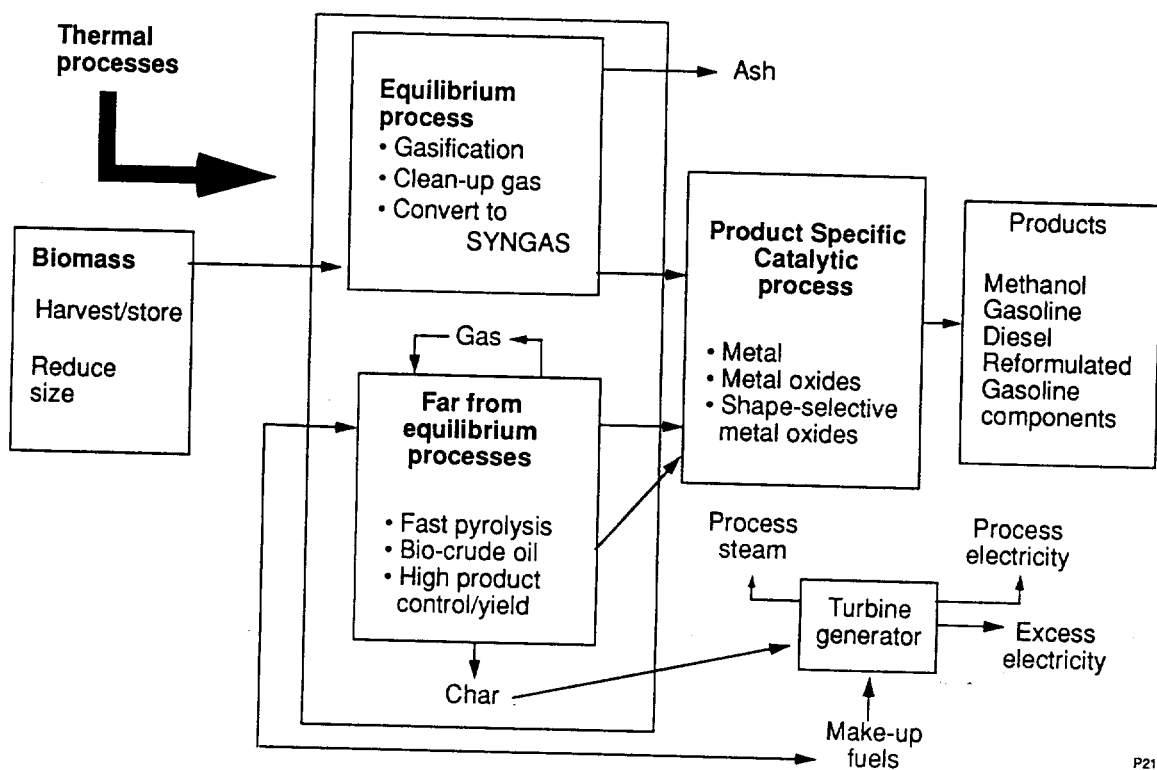 Thermal
processes
Biomass
Harvest/store
Reduce
size
Equilibrium
process
• Gasification
• Clean-up gas
• Convert to
SYNGAS
Ash
Gas
Far from
equilibrium
processes
• Fast pyrolysis
• Bio-crude oil
• High product
control/yield
Char
Product Specific
Catalytic
process
• Metal
• Metal oxides
• Shape-selective
metal oxides
Products
Methanol
Gasoline
Diesel
Reformulated
Gasoline
components
Process
steam
Process
electricity
Turbine
generator
Excess
electricity
Make-up
fuels
P21